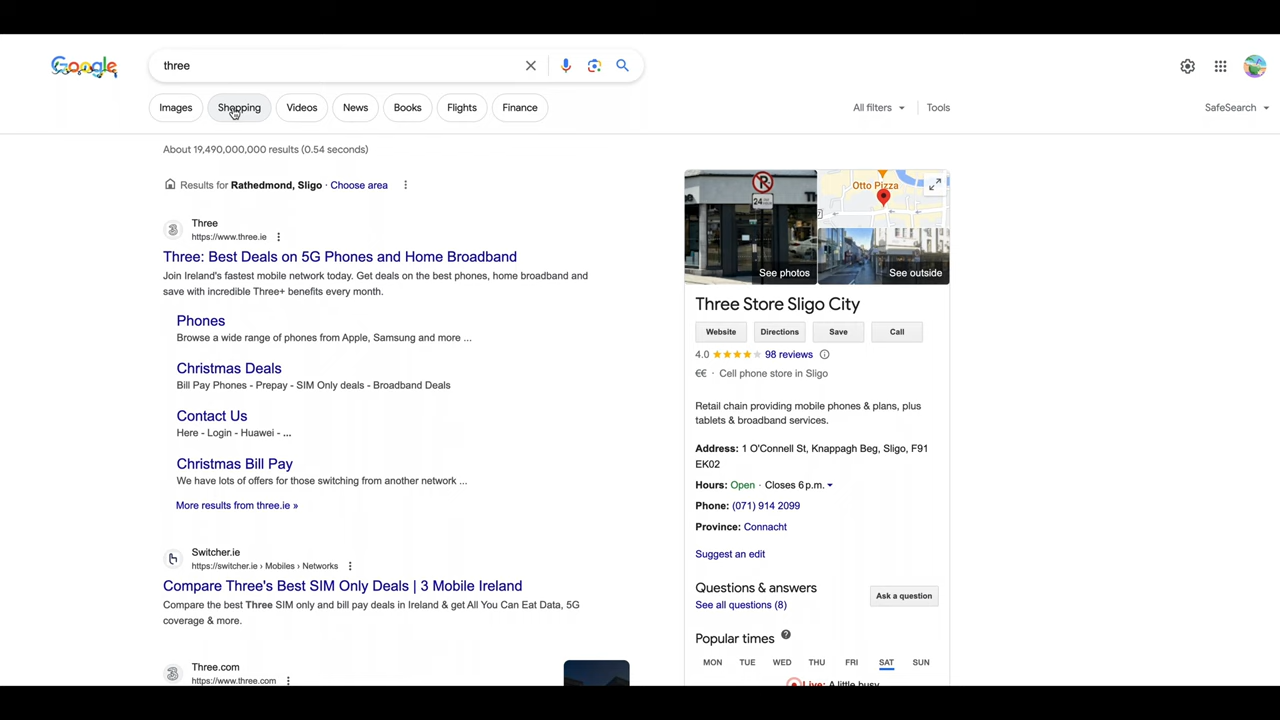 Google
three
Images Shopping Videos News Books Flights Finance
All filters Tools
SafeSearch
About 19,490,000,000 results (0.54 seconds)
Results for Rathedmond, Sligo · Choose area
Three
https://www.three.ie
Three: Best Deals on 5G Phones and Home Broadband
Join Ireland's fastest mobile network today. Get deals on the best phones, home broadband and
save with incredible Three+ benefits every month.
Phones
Browse a wide range of phones from Apple, Samsung and more ...
Christmas Deals
Bill Pay Phones - Prepay - SIM Only deals - Broadband Deals
Contact Us
Here - Login - Huawei - ...
Christmas Bill Pay
We have lots of offers for those switching from another network ...
More results from three.ie »
Switcher.ie
https://switcher.ie › Mobiles › Networks
Compare Three's Best SIM Only Deals | 3 Mobile Ireland
Compare the best Three SIM only and bill pay deals in Ireland & get All You Can Eat Data, 5G
coverage & more.
Three.com
https://www.three.com
Otto Pizza
24
See photos
See outside
Three Store Sligo City
Website Directions Save Call
4.0 98 reviews
€€ · Cell phone store in Sligo
Retail chain providing mobile phones & plans, plus
tablets & broadband services.
Address: 1 O'Connell St, Knappagh Beg, Sligo, F91
EK02
Hours: Open · Closes 6 p.m.
Phone: (071) 914 2099
Province: Connacht
Suggest an edit
Questions & answers
See all questions (8)
Ask a question
Popular times
MON TUE WED THU FRI SAT SUN
Live: A little busy